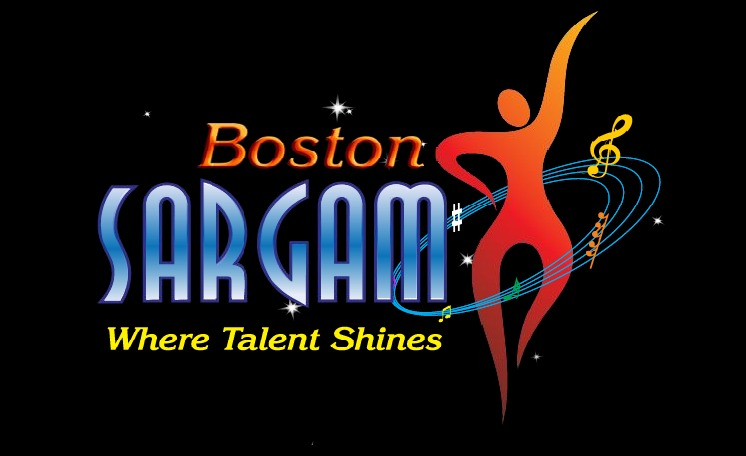 Boston
SARGAM
Where Talent Shines